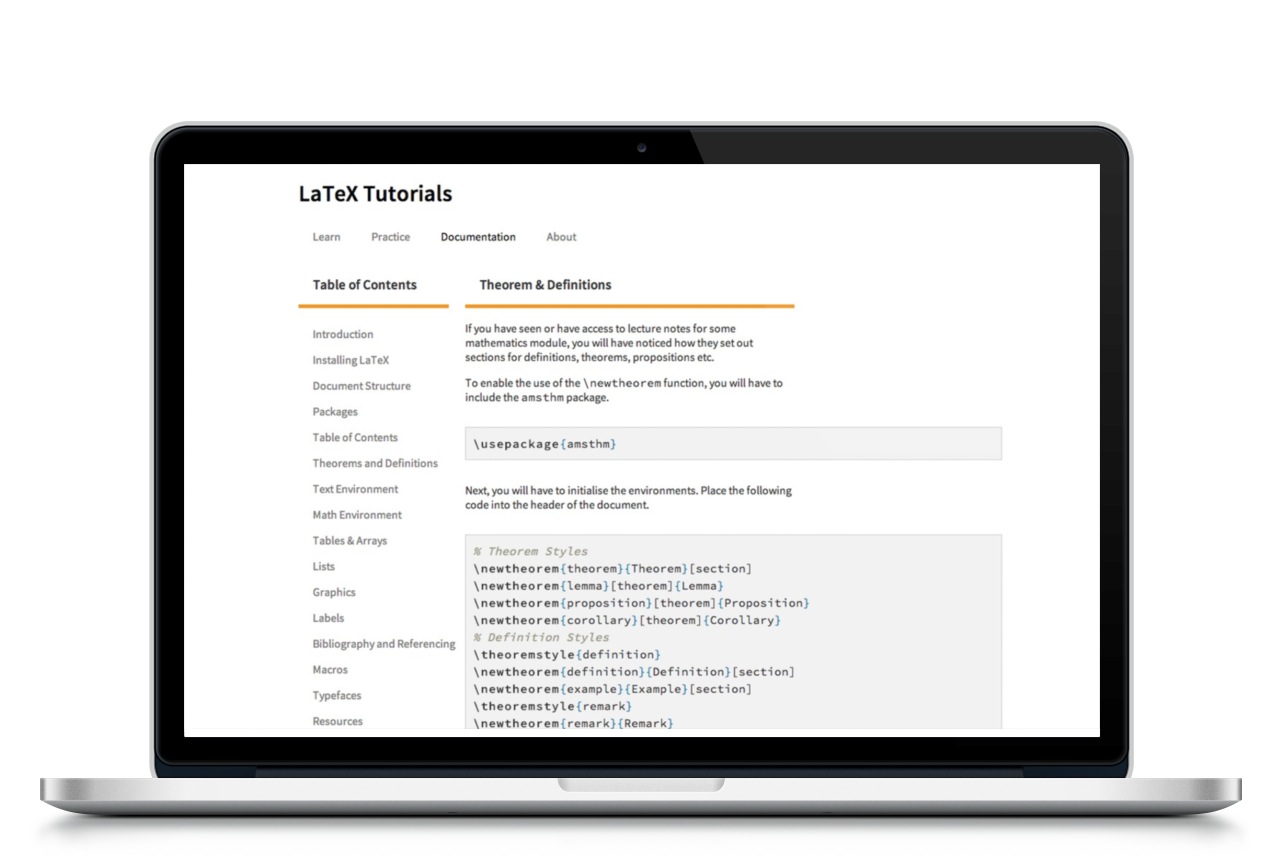 LaTeX Tutorials
Learn Practice Documentation About
Table of Contents
Introduction
Installing LaTeX
Document Structure
Packages
Table of Contents
Theorems and Definitions
Text Environment
Math Environment
Tables & Arrays
Lists
Graphics
Labels
Bibliography and Referencing
Macros
Typefaces
Resources
Theorem & Definitions
If you have seen or have access to lecture notes for some
mathematics module, you will have noticed how they set out
sections for definitions, theorems, propositions etc.
To enable the use of the \newtheorem function, you will have to
include the amsthm package.
\usepackage{amsthm}
Next, you will have to initialise the environments. Place the following
code into the header of the document.
% Theorem Styles
\newtheorem{theorem}{Theorem}[section]
\newtheorem{lemma}[theorem]{Lemma}
\newtheorem{proposition}[theorem]{Proposition}
\newtheorem{corollary}[theorem]{Corollary}
% Definition Styles
\theoremstyle{definition}
\newtheorem{definition}{Definition}[section]
\newtheorem{example}{Example}[section]
\theoremstyle{remark}
\newtheorem{remark}{Remark}